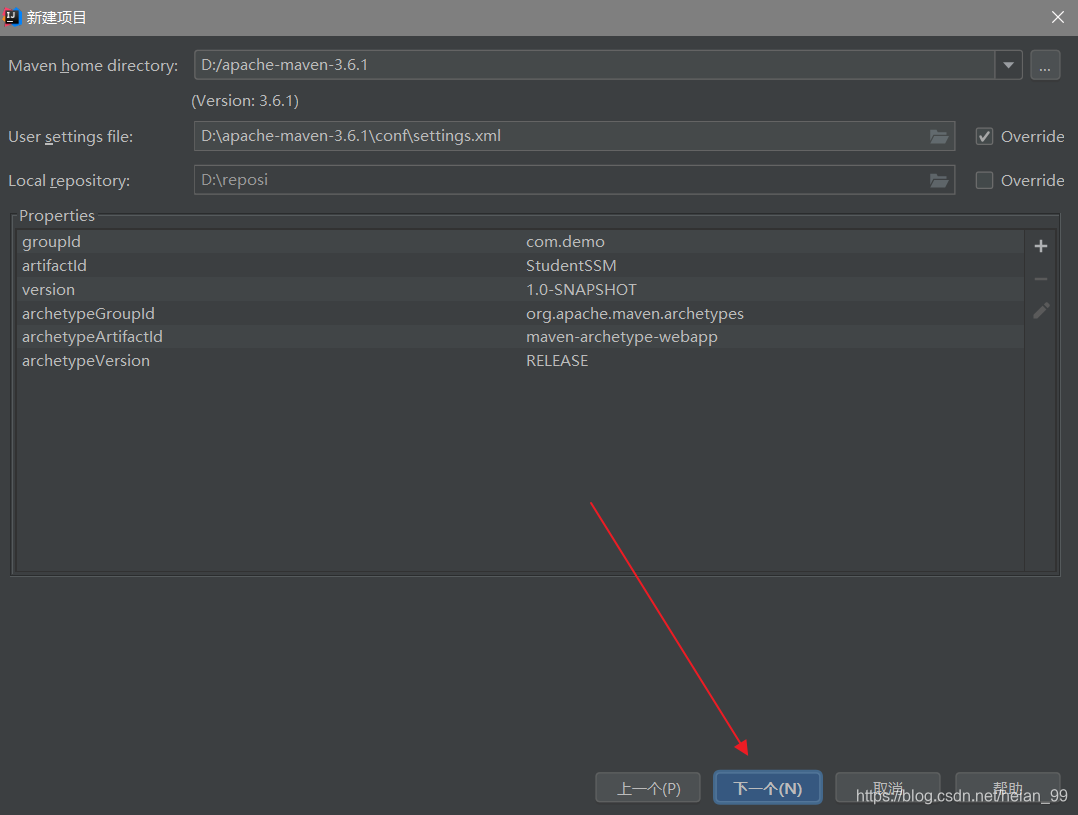 新建项目
Maven home directory: D:/apache-maven-3.6.1 ...
(Version: 3.6.1)
User settings file: D:\apache-maven-3.6.1\conf\settings.xml Override
Local repository: D:\reposi Override
Properties
groupId com.demo
artifactId StudentSSM
version 1.0-SNAPSHOT
archetypeGroupId org.apache.maven.archetypes
archetypeArtifactId maven-archetype-webapp
archetypeVersion RELEASE
上一个(P) 下一个(N) 取消 帮助
https://blog.csdn.net/heian_99